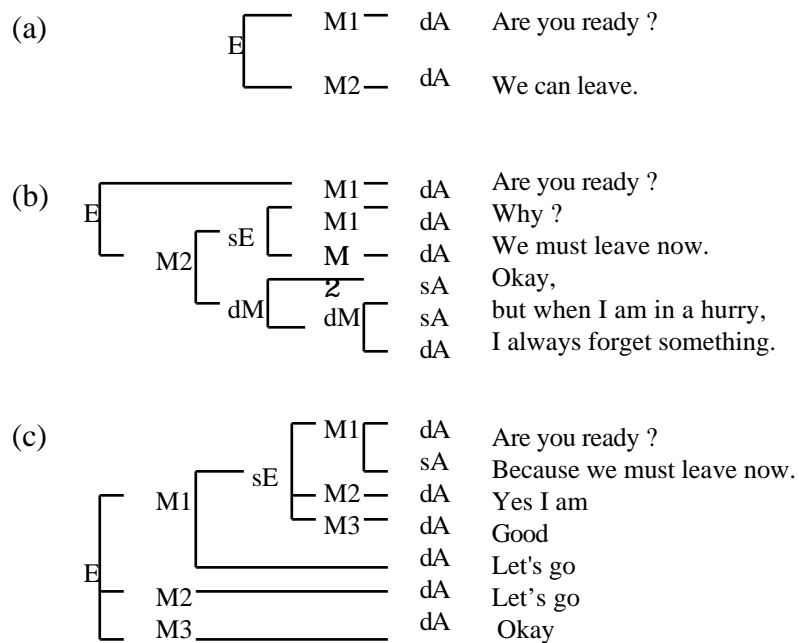 (a) E M1 dA Are you ready ?
M2 dA We can leave.
(b) E M1 dA Are you ready ?
M1 dA Why ?
sE M dA We must leave now.
M2 2 sA Okay,
dM dM sA but when I am in a hurry,
dA I always forget something.
(c) M1 dA Are you ready ?
sE sA Because we must leave now.
M1 M2 dA Yes I am
M3 dA Good
E dA Let's go
M2 dA Let’s go
M3 dA Okay